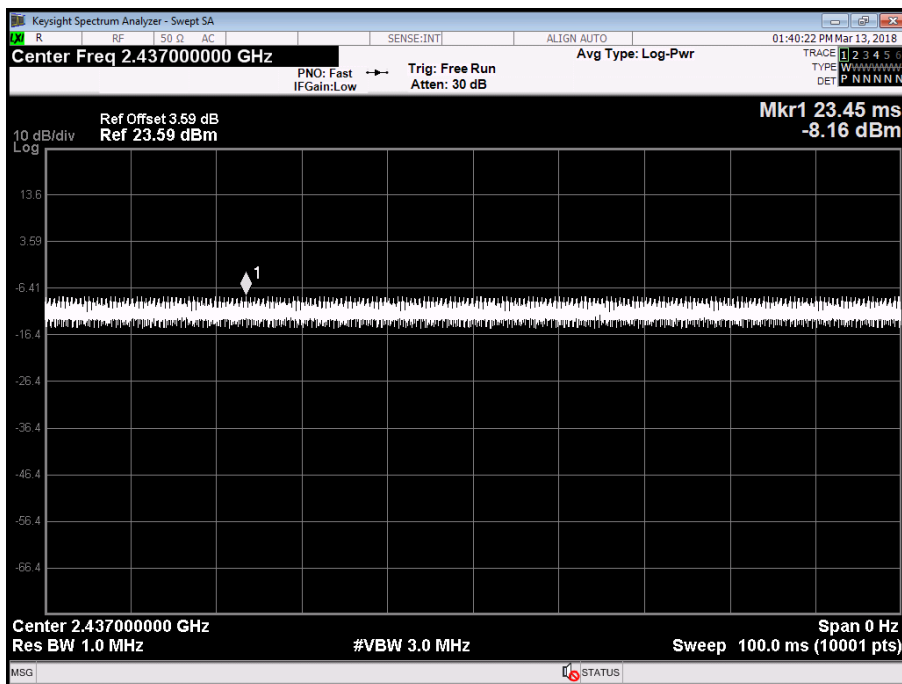 Keysight Spectrum Analyzer - Swept SA
LXI R RF 50 Ω AC SENSE:INT ALIGN AUTO 01:40:22 PM Mar 13, 2018
Center Freq 2.437000000 GHz
PNO: Fast
IFGain:Low
Trig: Free Run
Atten: 30 dB
Avg Type: Log-Pwr
TRACE 1 2 3 4 5 6
TYPE WWWWWW
DET P N N N N N
Mkr1 23.45 ms
-8.16 dBm
Ref Offset 3.59 dB
10 dB/div Ref 23.59 dBm
Log
13.6
3.59
1
-6.41
-16.4
-26.4
-36.4
-46.4
-56.4
-66.4
Center 2.437000000 GHz Span 0 Hz
Res BW 1.0 MHz #VBW 3.0 MHz Sweep 100.0 ms (10001 pts)
MSG STATUS